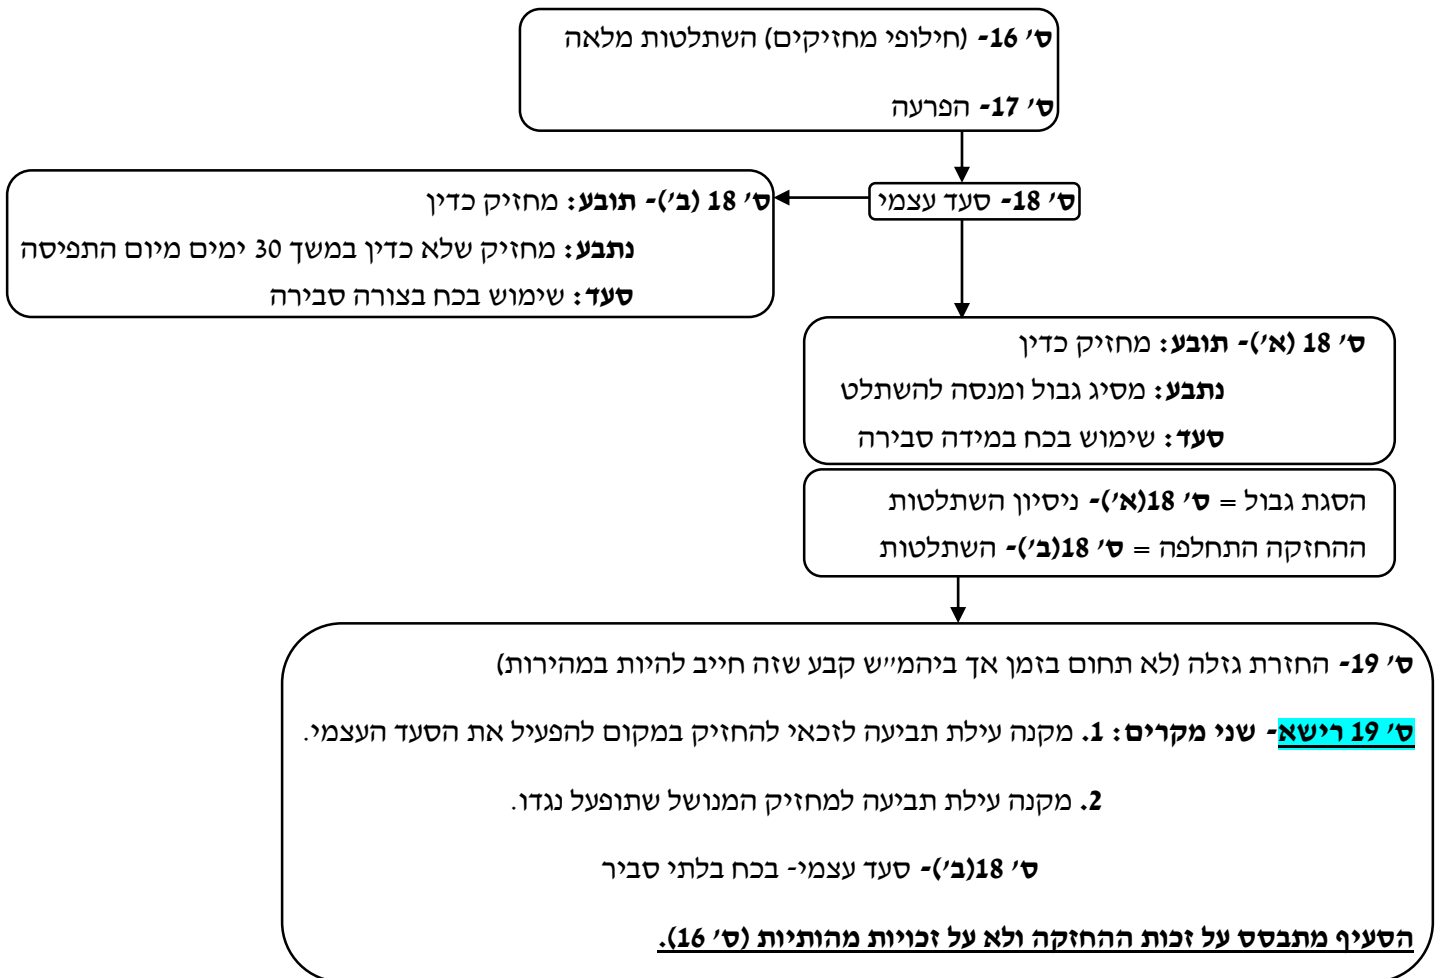 ס' 16- (חילופי מחזיקים) השתלטות מלאה
ס' 17- הפרעה
ס' 18- סעד עצמי
ס' 18 (ב')- תובע: מחזיק כדין
נתבע: מחזיק שלא כדין במשך 30 ימים מיום התפיסה
סעד: שימוש בכח בצורה סבירה
ס' 18 (א')- תובע: מחזיק כדין
נתבע: מסיג גבול ומנסה להשתלט
סעד: שימוש בכח במידה סבירה
הסגת גבול = ס' 18(א')- ניסיון השתלטות
ההחזקה התחלפה = ס' 18(ב')- השתלטות
ס' 19- החזרת גזלה (לא תחום בזמן אך ביהמ"ש קבע שזה חייב להיות במהירות)
ס' 19 רישא- שני מקרים: 1. מקנה עילת תביעה לזכאי להחזיק במקום להפעיל את הסעד העצמי.
2. מקנה עילת תביעה למחזיק המנושל שתופעל נגדו.
ס' 18(ב')- סעד עצמי- בכח בלתי סביר
הסעיף מתבסס על זכות ההחזקה ולא על זכויות מהותיות (ס' 16).